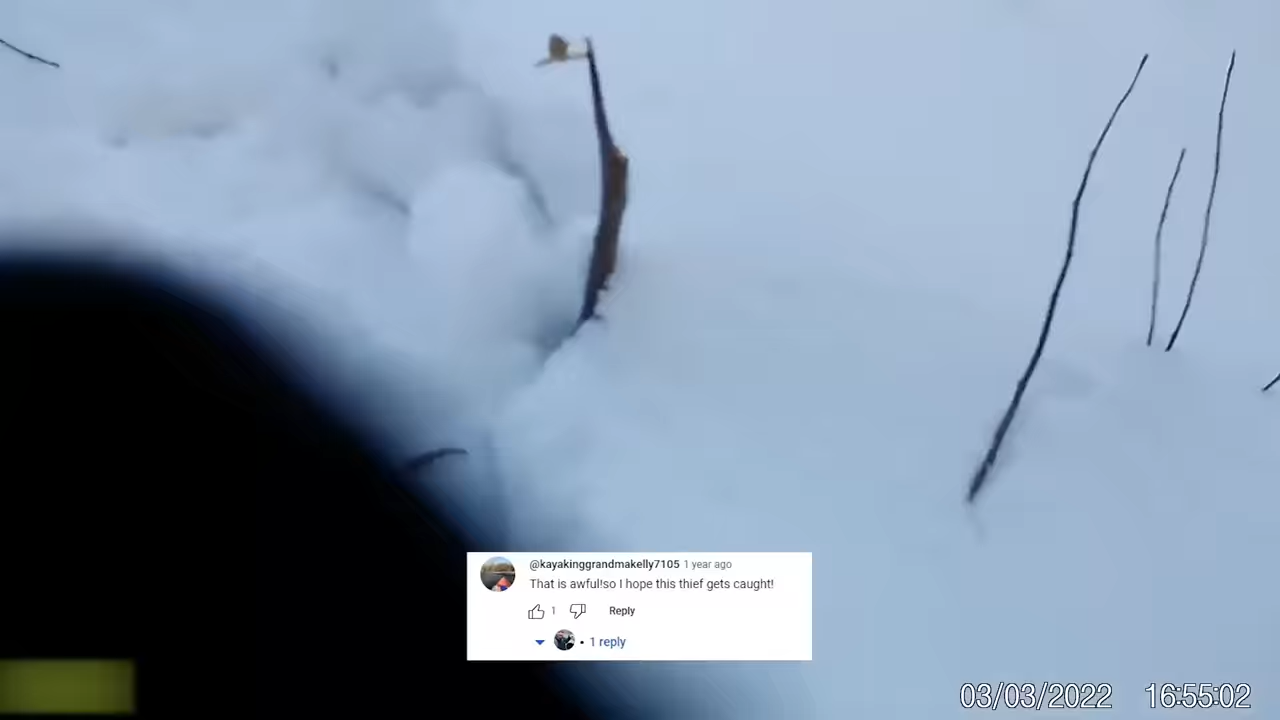 @kayakinggrandmakelly7105 1 year ago
That is awful!so I hope this thief gets caught!
1 Reply
• 1 reply
03/03/2022 16:55:02